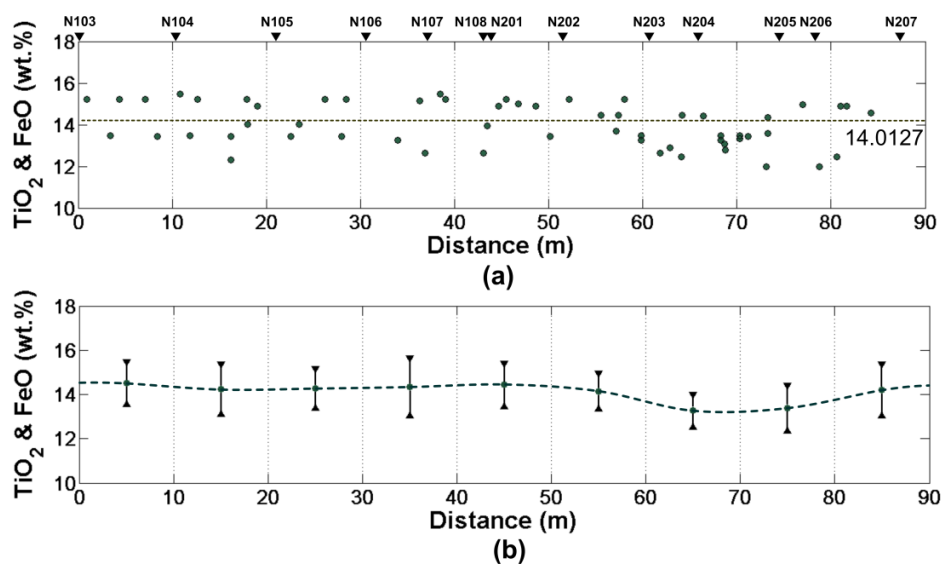 N103 N104 N105 N106 N107 N108 N201 N202 N203 N204 N205 N206 N207
18
16
14
12
10
TiO₂ & FeO (wt.%)
14.0127
0 10 20 30 40 50 60 70 80 90
Distance (m)
(a)
18
16
14
12
10
TiO₂ & FeO (wt.%)
0 10 20 30 40 50 60 70 80 90
Distance (m)
(b)